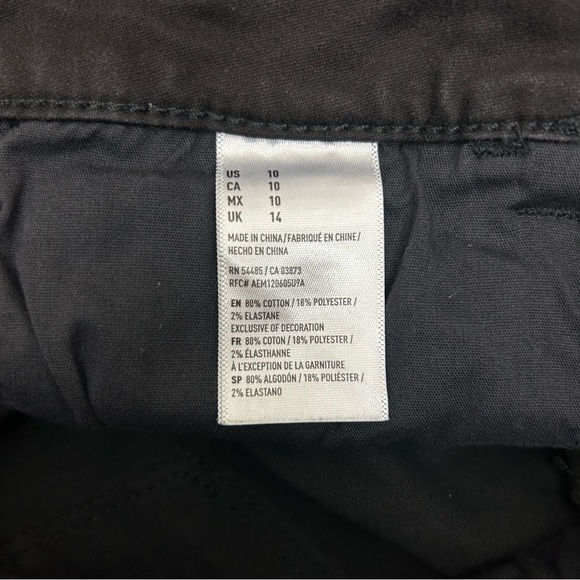 US 10
CA 10
MX 10
UK 14
MADE IN CHINA/FABRIQUÉ EN CHINE/
HECHO EN CHINA
RN 54485 / CA 03873
RFC# AEM120605U9A
EN 80% COTTON / 18% POLYESTER /
2% ELASTANE
EXCLUSIVE OF DECORATION
FR 80% COTON / 18% POLYESTER /
2% ÉLASTHANNE
À L'EXCEPTION DE LA GARNITURE
SP 80% ALGODÓN / 18% POLIÉSTER /
2% ELASTANO